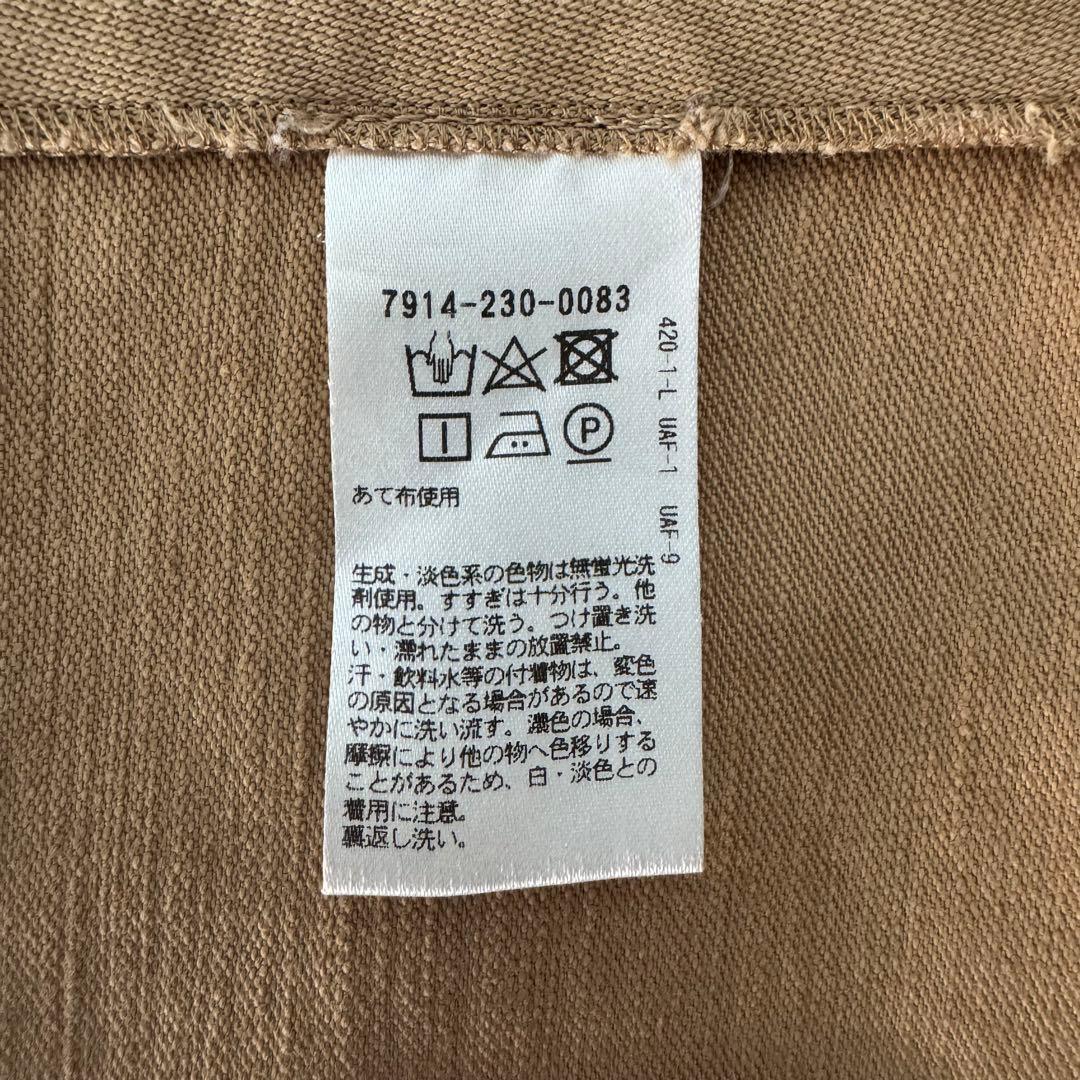 7914-230-0083
P
あて布使用
生成・淡色系の色物は無蛍光洗
剤使用。すすぎは十分行う。他
の物と分けて洗う。つけ置き洗
い・濡れたままの放置禁止。
汗・飲料水等の付着物は、変色
の原因となる場合があるので速
やかに洗い流す。濃色の場合、
摩擦により他の物へ色移りする
ことがあるため、白・淡色との
着用に注意。
裏返し洗い。
420-1-L UAF-1 UAF-9